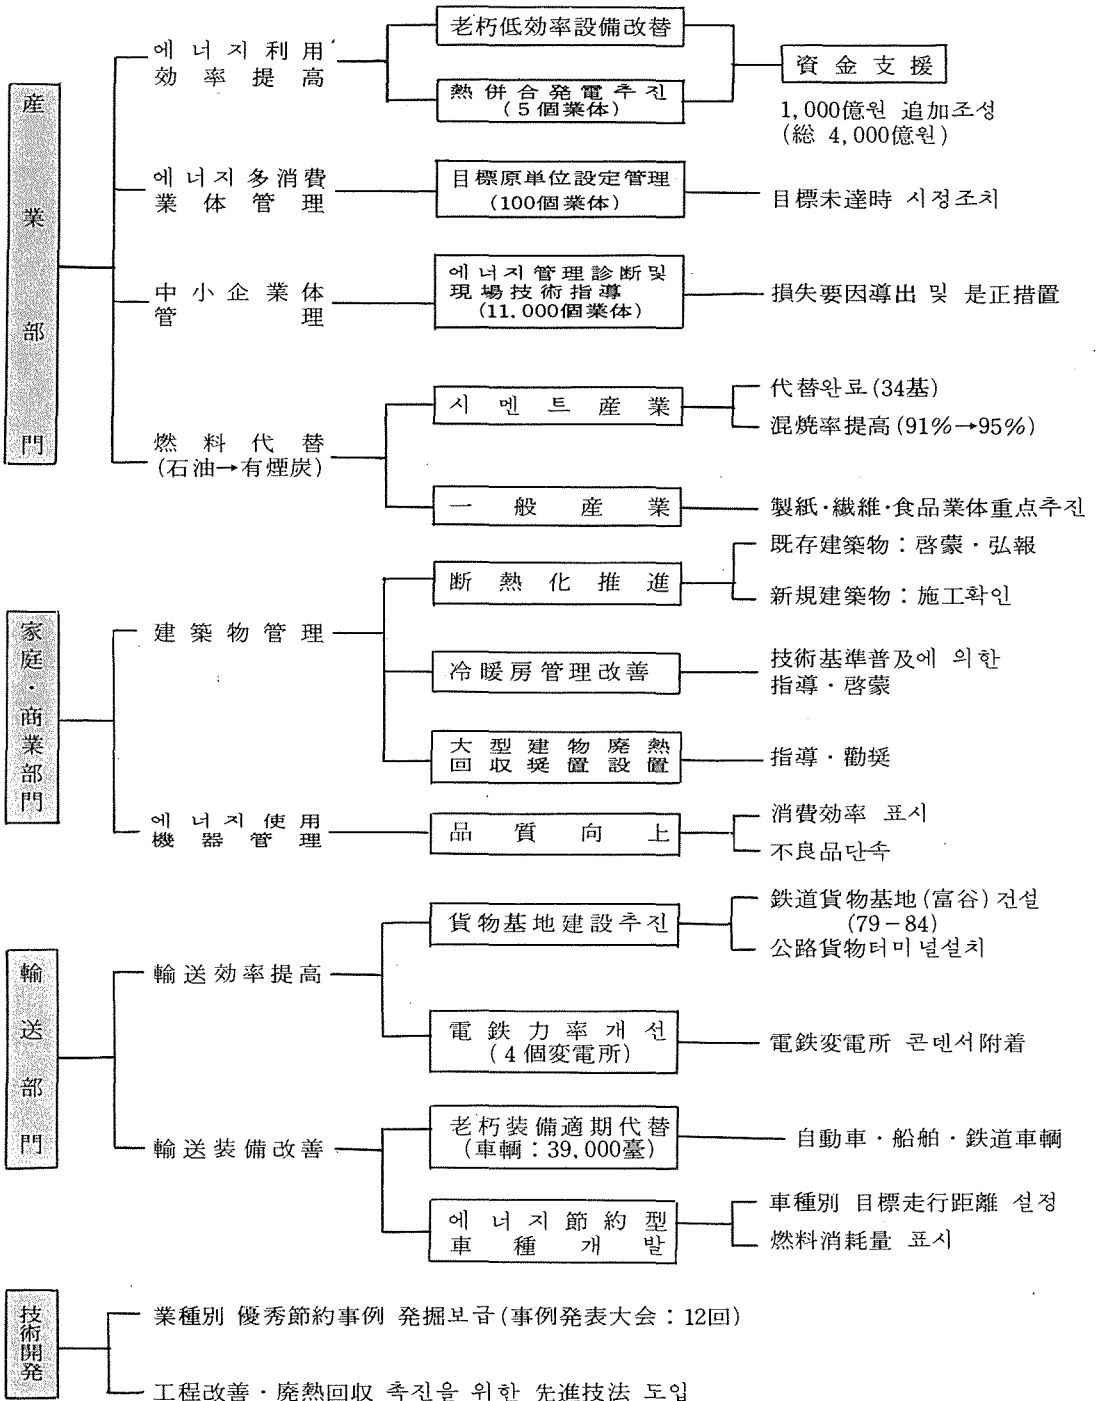 産業部門
에너지利用
効率提高
老朽低効率設備改替
熱併合発電추진
(5個業体)
資金支援
1,000億원 追加조성
(総 4,000億원)
에너지多消費
業体管理
目標原単位設定管理
(100個業体)
目標未達時 시정조치
中小企業体
管理
에너지管理診断및
現場技術指導
(11,000個業体)
損失要因導出 및 是正措置
燃料代替
(石油→有煙炭)
시멘트産業
代替완료(34基)
混焼率提高(91%→95%)
一般産業
製紙·繊維·食品業体重点추진
家庭·商業部門
建築物管理
断熱化推進
既存建築物:啓蒙·弘報
新規建築物:施工확인
冷暖房管理改善
技術基準普及에 의한
指導·啓蒙
大型建物廃熱
回収奨置設置
指導·勸奨
에너지使用
機器管理
品質向上
消費効率 표시
不良品단속
輸送部門
輸送効率提高
貨物基地建設추진
鉄道貨物基地(富谷)건설
(79-84)
公路貨物터미널설치
電鉄力率개선
(4個変電所)
電鉄変電所 콘덴서附着
輸送装備改善
老朽装備適期代替
(車輌:39,000臺)
自動車·船舶·鉄道車輌
에너지節約型
車種개발
車種別 目標走行距離 설정
燃料消耗量 표시
技術開発
業種別 優秀節約事例 発掘보급(事例発表大会:12回)
工程改善·廃熱回収 촉진을 위한 先進技法 도입